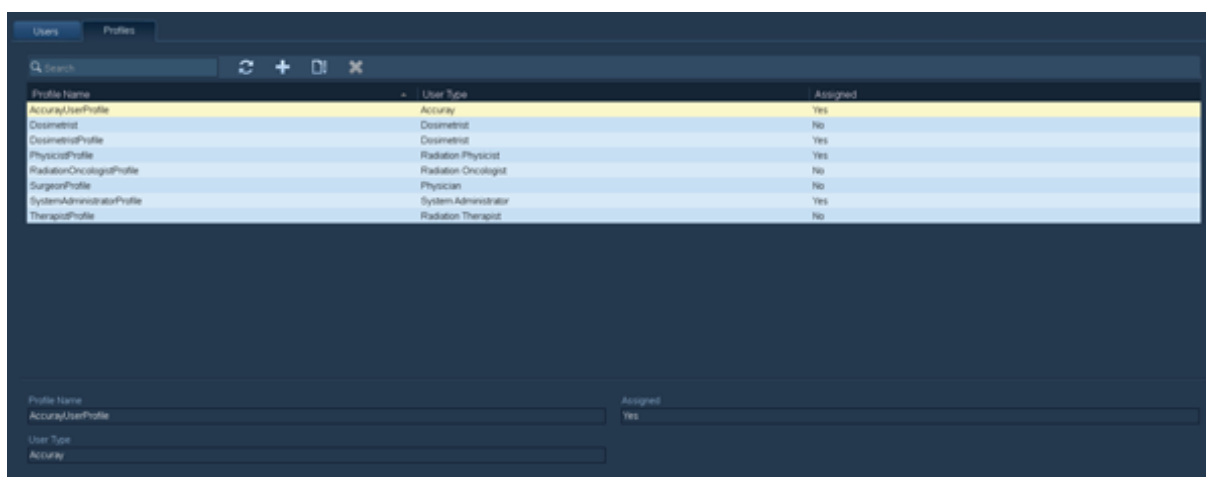 Users Profiles
Search
Profile Name User Type Assigned
AccurayUserProfile Accuray Yes
Dosimetrist Dosimetrist No
DosimetristProfile Dosimetrist Yes
PhysicistProfile Radiation Physicist Yes
RadiationOncologistProfile Radiation Oncologist No
SurgeonProfile Physician No
SystemAdministratorProfile System Administrator Yes
TherapistProfile Radiation Therapist No
Profile Name Assigned
AccurayUserProfile Yes
User Type
Accuray